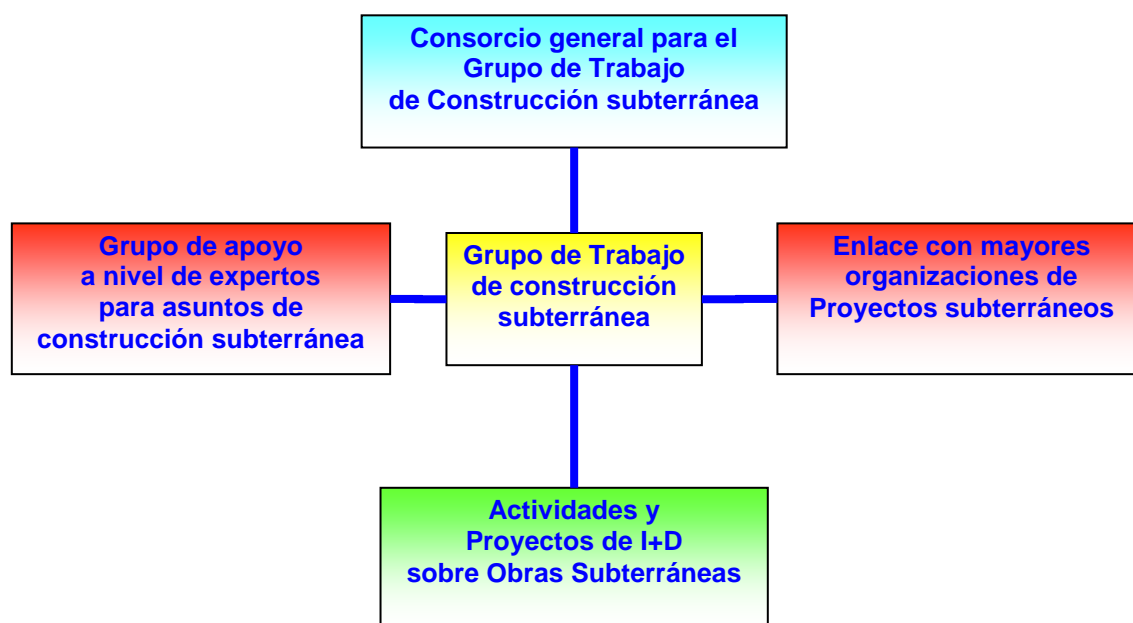 Consorcio general para el
Grupo de Trabajo
de Construcción subterránea
Grupo de apoyo
a nivel de expertos
para asuntos de
construcción subterránea
Grupo de Trabajo
de construcción
subterránea
Enlace con mayores
organizaciones de
Proyectos subterráneos
Actividades y
Proyectos de I+D
sobre Obras Subterráneas